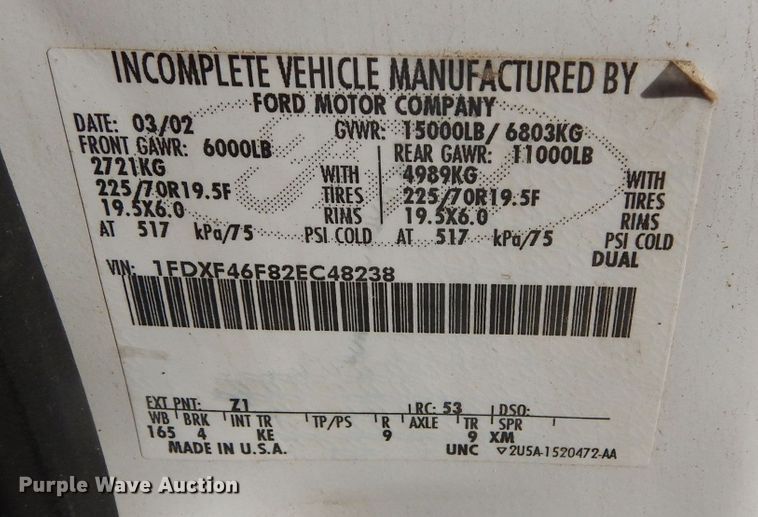 INCOMPLETE VEHICLE MANUFACTURED BY
FORD MOTOR COMPANY
DATE: 03/02 GVWR: 15000LB/ 6803KG
FRONT GAWR: 6000LB REAR GAWR: 11000LB
2721KG WITH 4989KG WITH
225/70R19.5F TIRES 225/70R19.5F TIRES
19.5X6.0 RIMS 19.5X6.0 RIMS
AT 517 kPa/75 PSI COLD AT 517 kPa/75 PSI COLD
DUAL
VIN: 1FDXF46F82EC48238
EXT PNT: Z1 RC: 53 DSO:
WB BRK INT TR TP/PS R AXLE TR SPR
165 4 KE 9 9 XM
MADE IN U.S.A. UNC ▽2U5A-1520472-AA
Purple Wave Auction